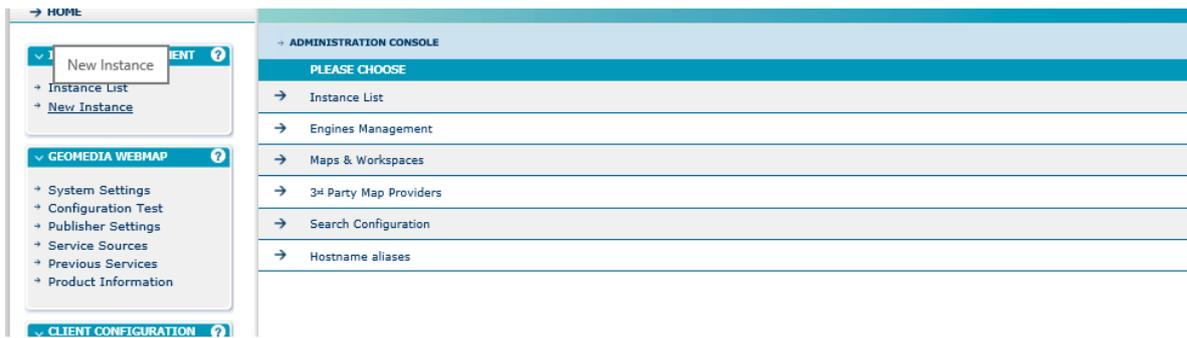 → HOME
New Instance
IENT ?
→ Instance List
→ New Instance
GEOMEDIA WEBMAP ?
→ System Settings
→ Configuration Test
→ Publisher Settings
→ Service Sources
→ Previous Services
→ Product Information
CLIENT CONFIGURATION ?
→ ADMINISTRATION CONSOLE
PLEASE CHOOSE
→ Instance List
→ Engines Management
→ Maps & Workspaces
→ 3rd Party Map Providers
→ Search Configuration
→ Hostname aliases